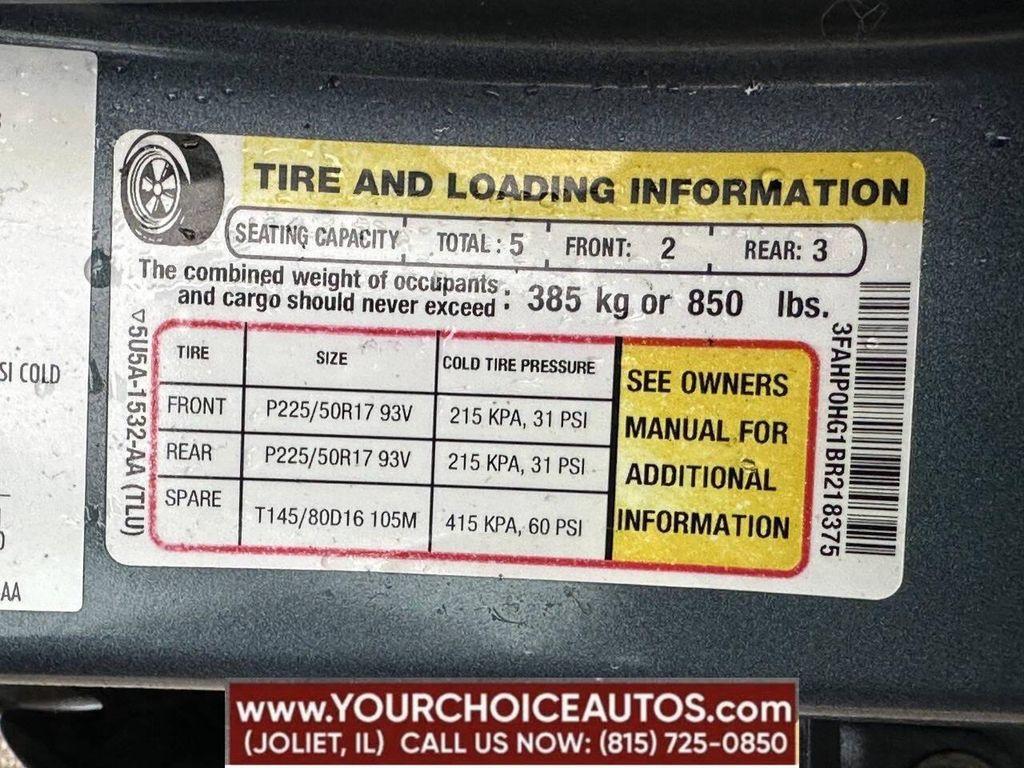 TIRE AND LOADING INFORMATION
SEATING CAPACITY TOTAL: 5 FRONT: 2 REAR: 3
The combined weight of occupants
and cargo should never exceed: 385 kg or 850 lbs.
TIRE SIZE COLD TIRE PRESSURE
FRONT P225/50R17 93V 215 KPA, 31 PSI
REAR P225/50R17 93V 215 KPA, 31 PSI
SPARE T145/80D16 105M 415 KPA, 60 PSI
SEE OWNERS
MANUAL FOR
ADDITIONAL
INFORMATION
▽5U5A-1532-AA (TLU)
3FAHP0HG1BR218375
SI COLD
AA
www.YOURCHOICEAUTOS.com
(JOLIET, IL) CALL US NOW: (815) 725-0850